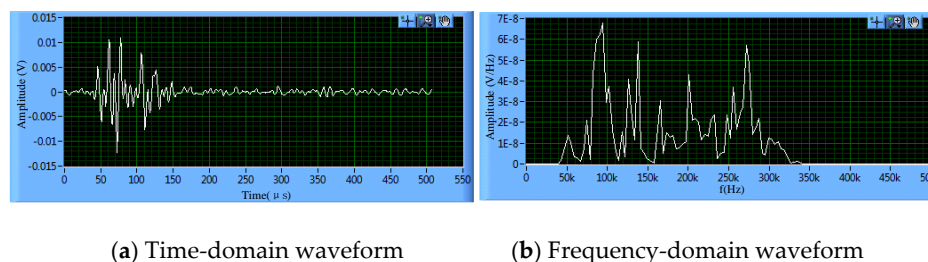 0.015
0.01
0.005
0
-0.005
-0.01
-0.015
Amplitude (V)
0 50 100 150 200 250 300 350 400 450 500 550
Time( μ s)
7E-8
6E-8
5E-8
4E-8
3E-8
2E-8
1E-8
0
Amplitude (V/Hz)
0 50k 100k 150k 200k 250k 300k 350k 400k 450k 500k
f(Hz)
(a) Time-domain waveform
(b) Frequency-domain waveform